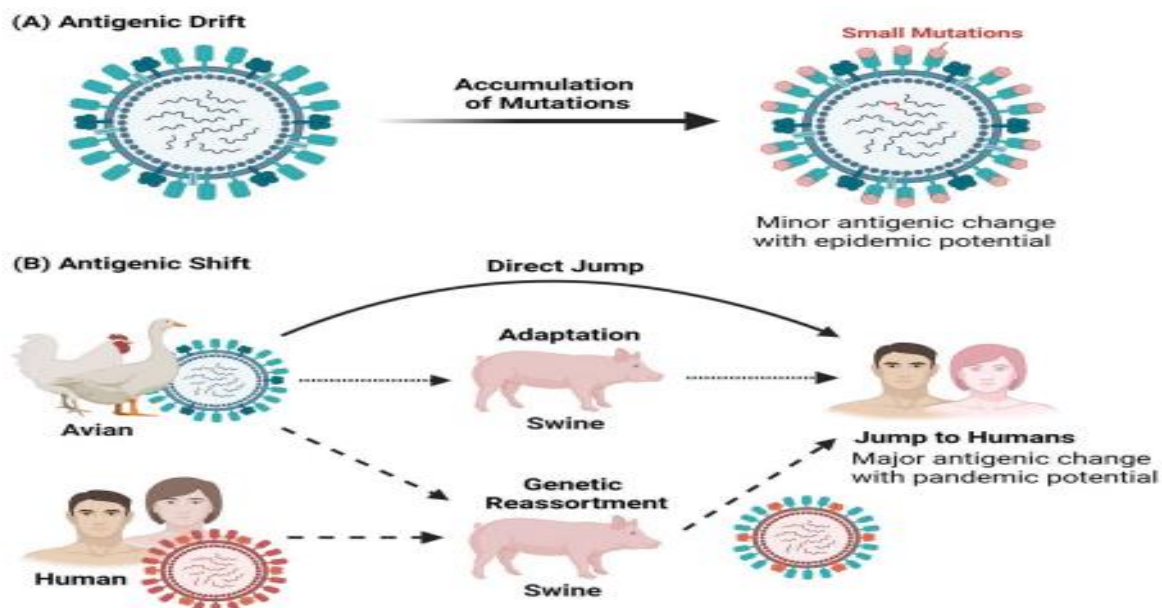 (A) Antigenic Drift
Small Mutations
Accumulation
of Mutations
Minor antigenic change
with epidemic potential
(B) Antigenic Shift
Direct Jump
Adaptation
Avian
Swine
Jump to Humans
Major antigenic change
with pandemic potential
Genetic
Reassortment
Human
Swine